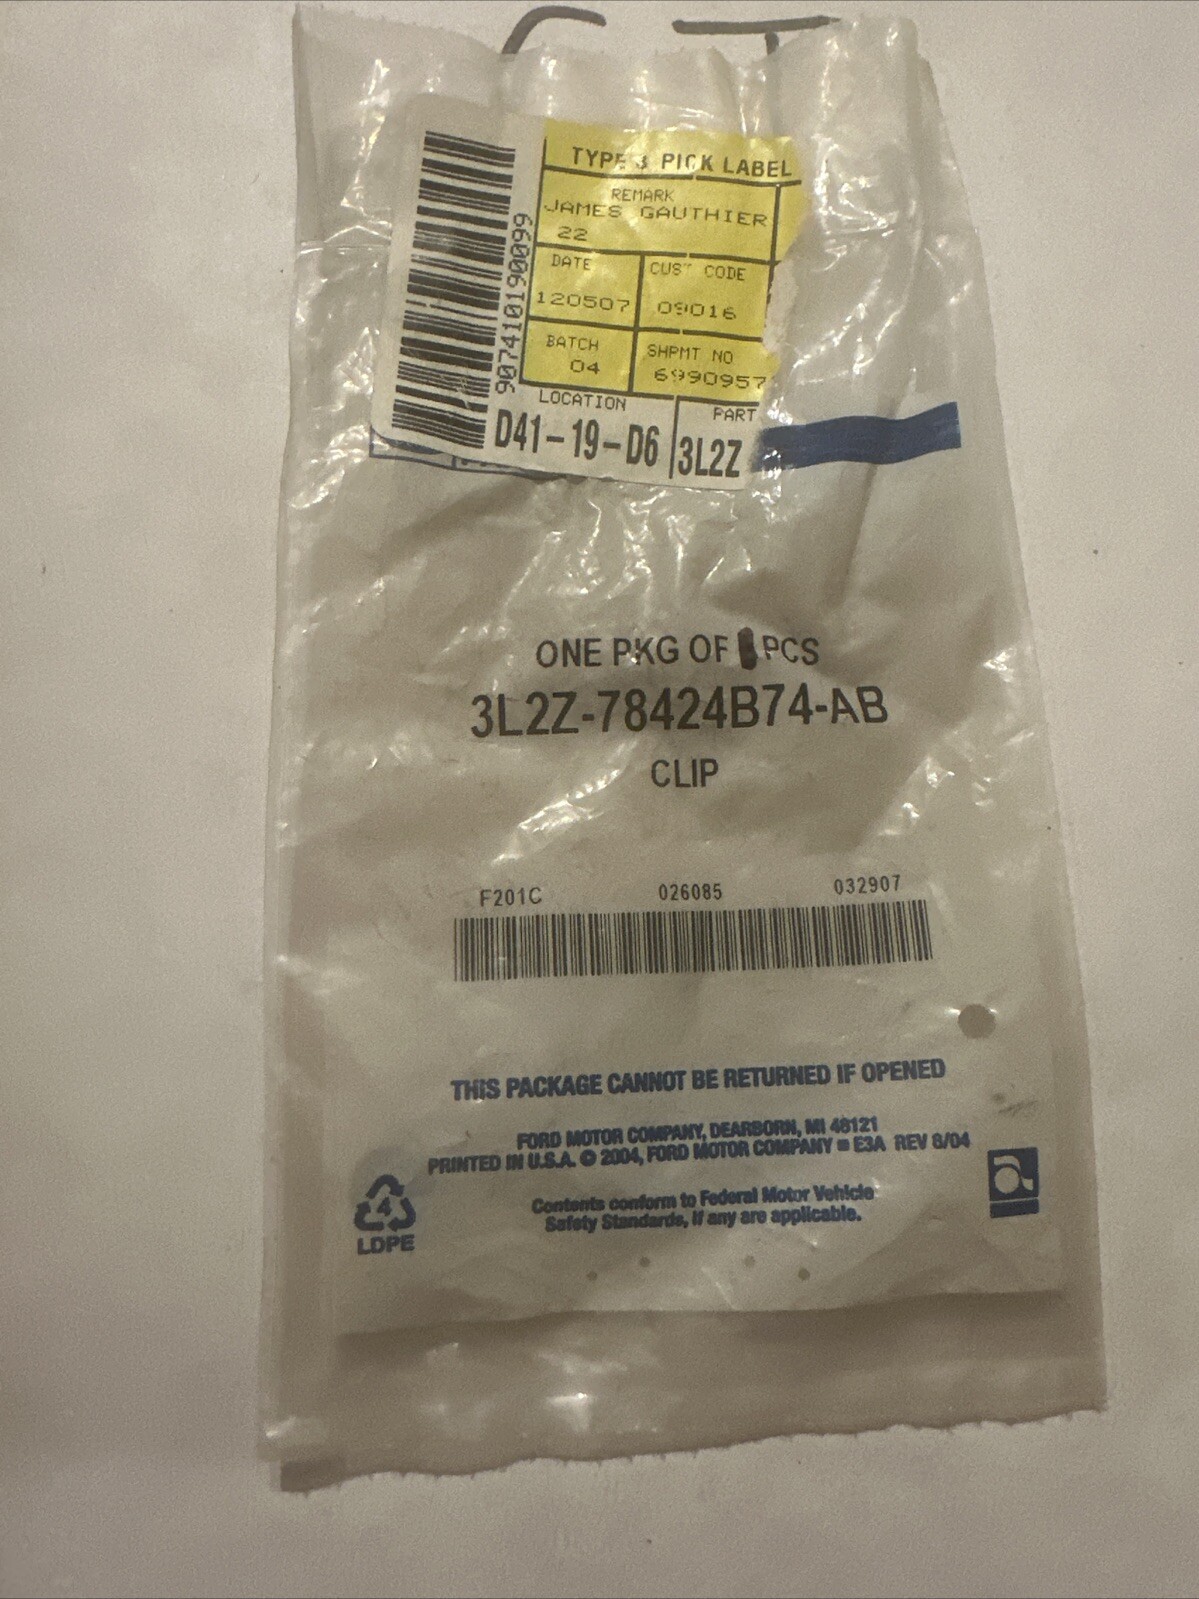 TYPE 3 PICK LABEL
REMARK
JAMES GAUTHIER
22
DATE
CUST CODE
120507
09016
BATCH
SHPMT NO
04
6990957
907410190099
LOCATION
PART
D41-19-D6
3L2Z
ONE PKG OF PCS
3L2Z-78424B74-AB
CLIP
F201C 026085 032907
THIS PACKAGE CANNOT BE RETURNED IF OPENED
FORD MOTOR COMPANY, DEARBORN, MI 48121
PRINTED IN U.S.A. © 2004, FORD MOTOR COMPANY E3A REV 8/04
Contents conform to Federal Motor Vehicle
Safety Standards, if any are applicable.
4
LDPE